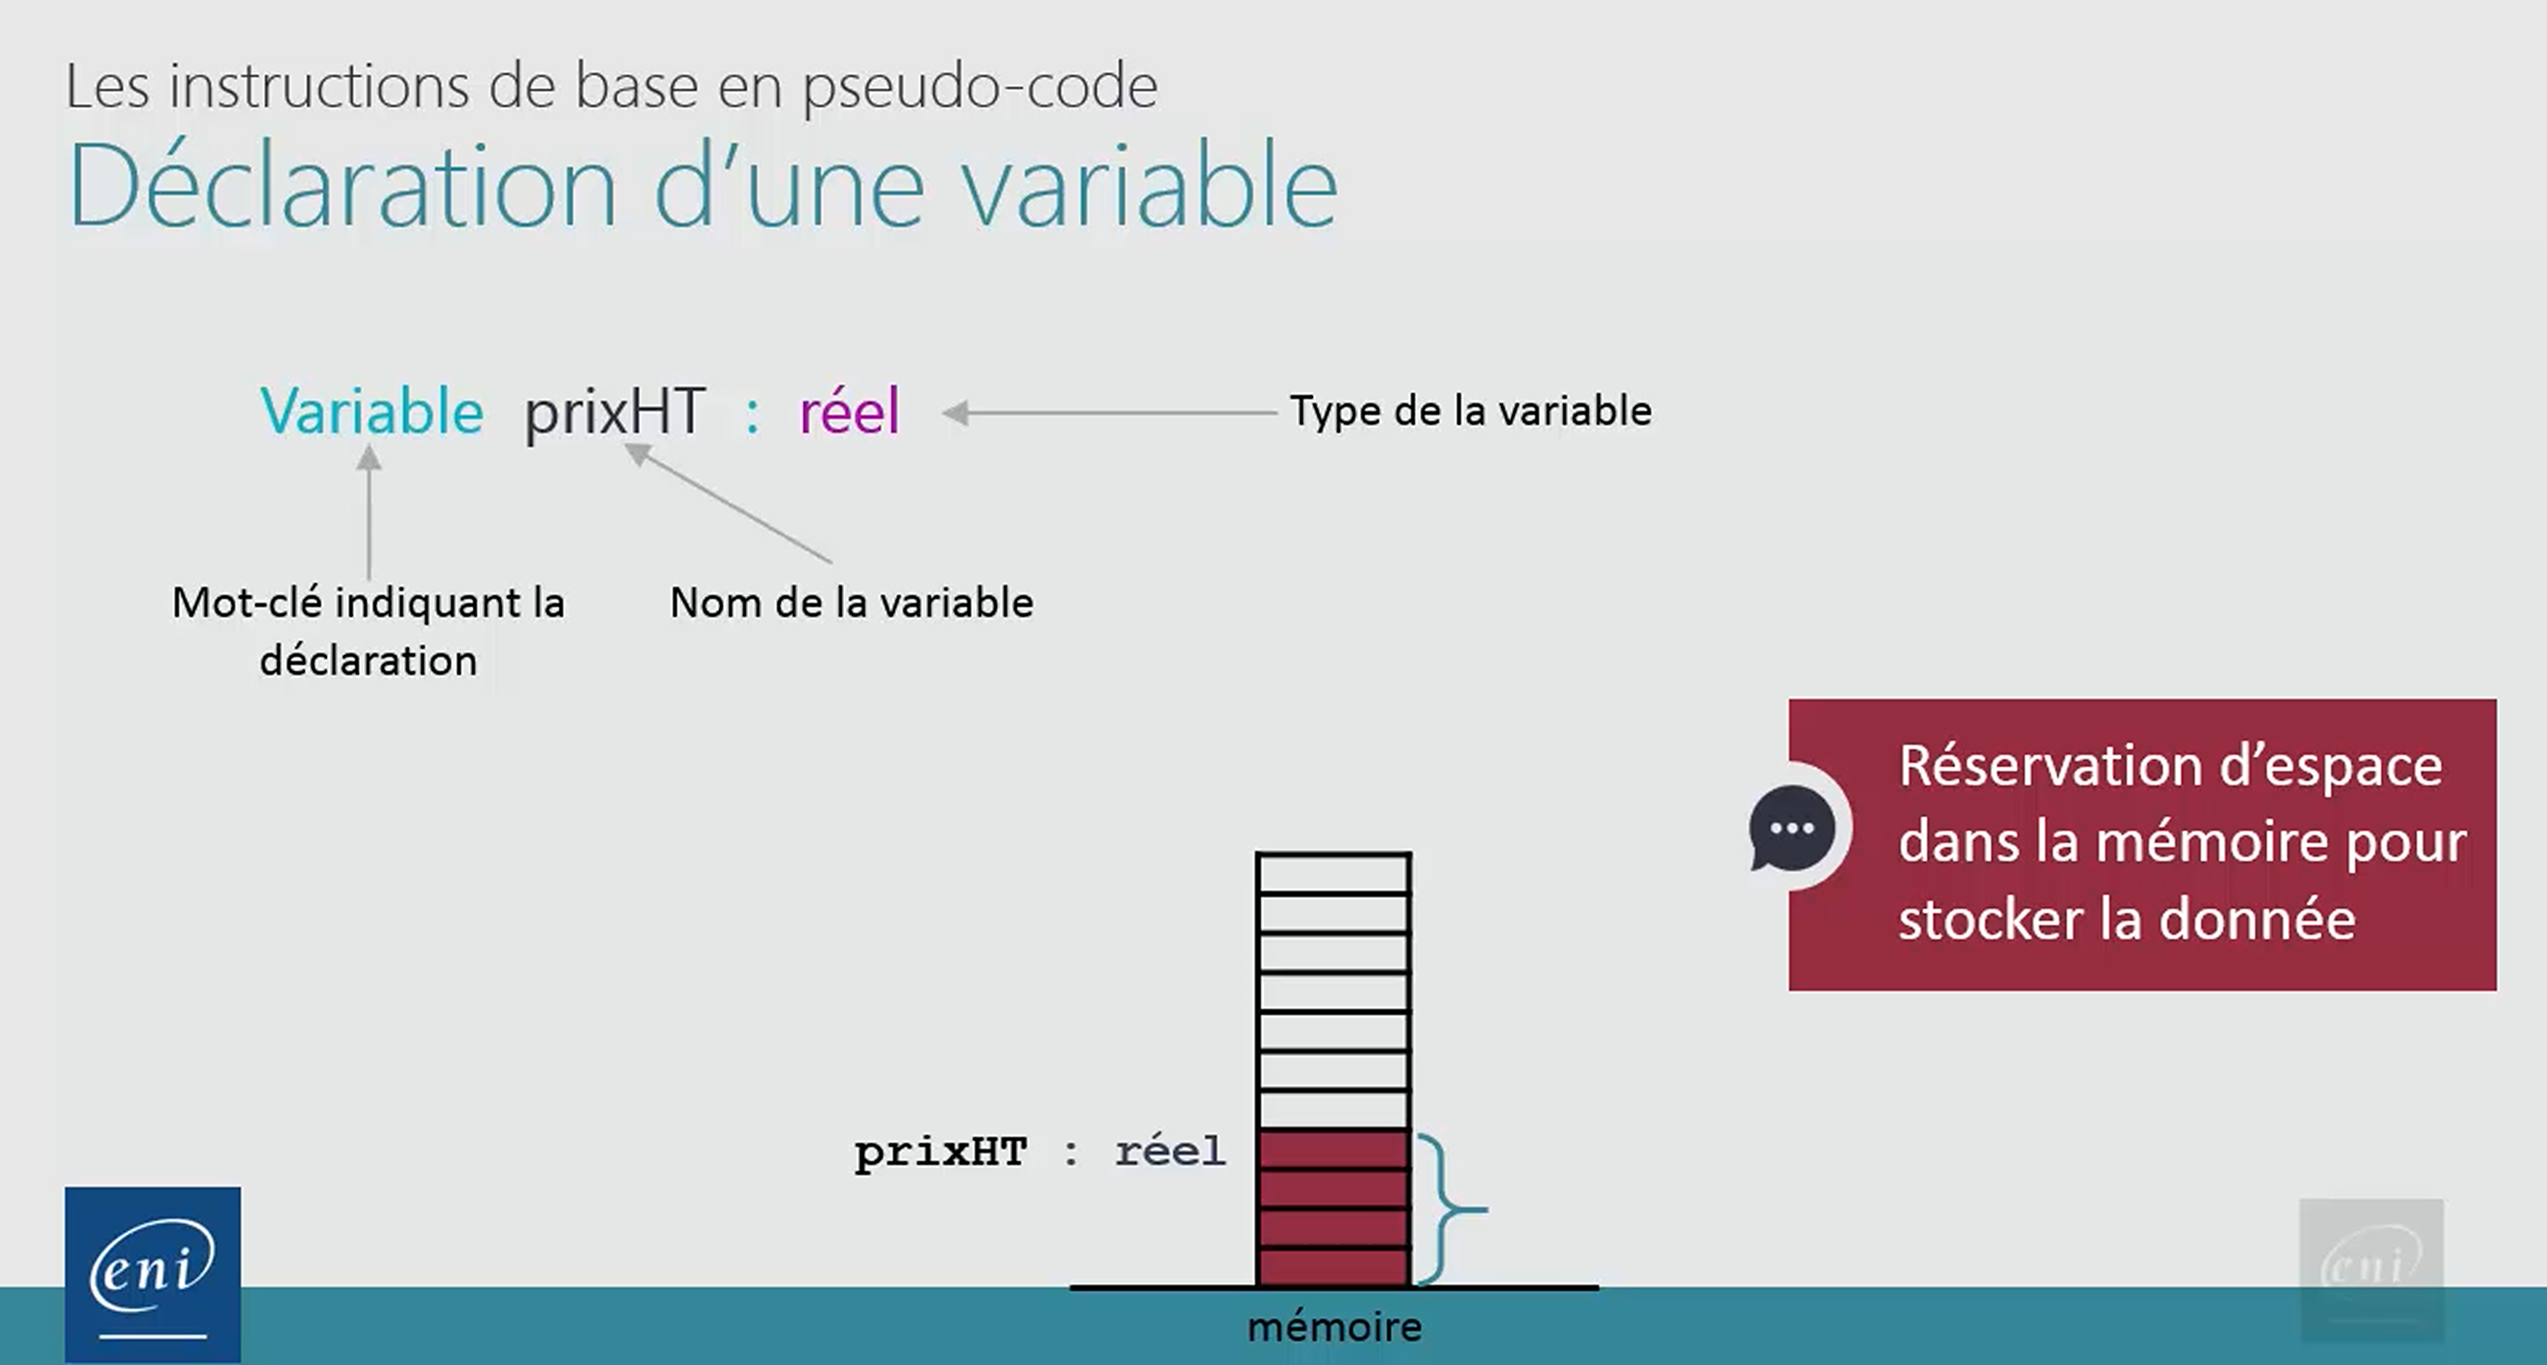 Les instructions de base en pseudo-code
Déclaration d’une variable
Variable prixHT : réel
Type de la variable
Mot-clé indiquant la
déclaration
Nom de la variable
Réservation d’espace
dans la mémoire pour
stocker la donnée
prixHT : réel
mémoire
eni
eni